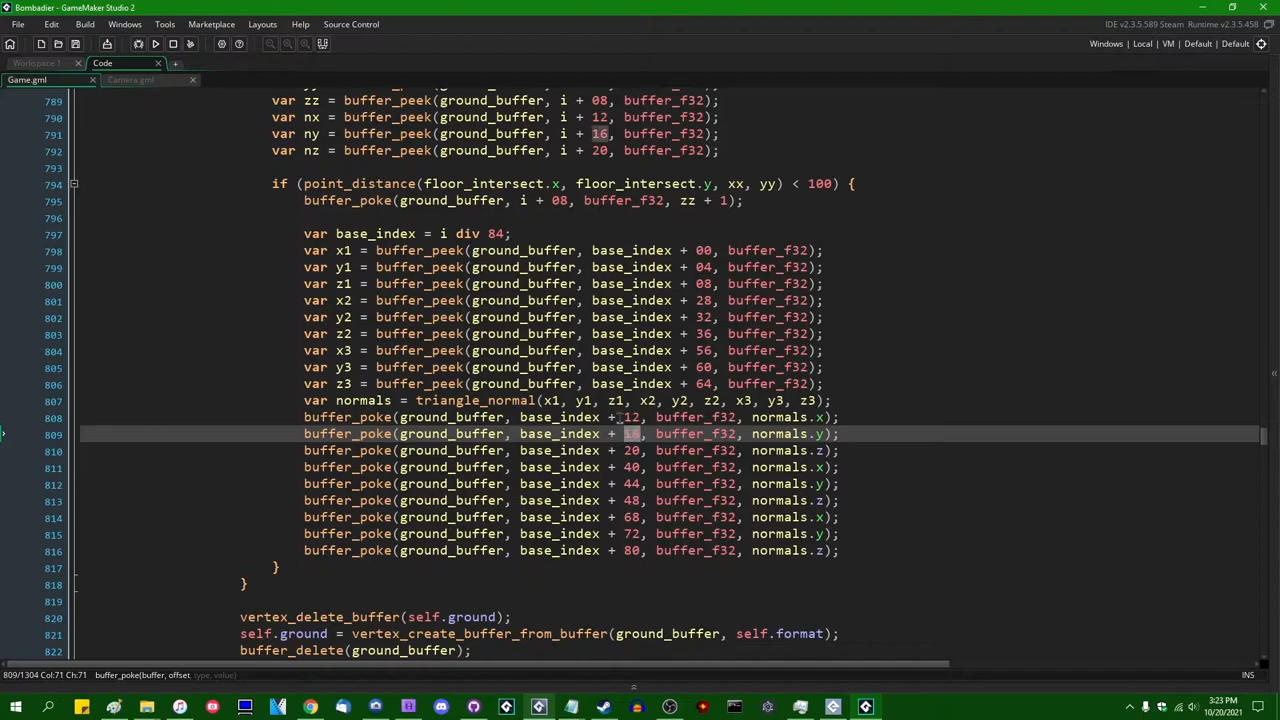 Bombadier - GameMaker Studio 2
File Edit Build Windows Tools Marketplace Layouts Help Source Control
IDE v2.3.5.589 Steam Runtime v2.3.5.458
Windows | Local | VM | Default | Default
Workspace 1 Code
Game.gml Camera.gml
789 var zz = buffer_peek(ground_buffer, i + 08, buffer_f32);
790 var nx = buffer_peek(ground_buffer, i + 12, buffer_f32);
791 var ny = buffer_peek(ground_buffer, i + 16, buffer_f32);
792 var nz = buffer_peek(ground_buffer, i + 20, buffer_f32);
793
794 if (point_distance(floor_intersect.x, floor_intersect.y, xx, yy) < 100) {
795 buffer_poke(ground_buffer, i + 08, buffer_f32, zz + 1);
796
797 var base_index = i div 84;
798 var x1 = buffer_peek(ground_buffer, base_index + 00, buffer_f32);
799 var y1 = buffer_peek(ground_buffer, base_index + 04, buffer_f32);
800 var z1 = buffer_peek(ground_buffer, base_index + 08, buffer_f32);
801 var x2 = buffer_peek(ground_buffer, base_index + 28, buffer_f32);
802 var y2 = buffer_peek(ground_buffer, base_index + 32, buffer_f32);
803 var z2 = buffer_peek(ground_buffer, base_index + 36, buffer_f32);
804 var x3 = buffer_peek(ground_buffer, base_index + 56, buffer_f32);
805 var y3 = buffer_peek(ground_buffer, base_index + 60, buffer_f32);
806 var z3 = buffer_peek(ground_buffer, base_index + 64, buffer_f32);
807 var normals = triangle_normal(x1, y1, z1, x2, y2, z2, x3, y3, z3);
808 buffer_poke(ground_buffer, base_index + 12, buffer_f32, normals.x);
809 buffer_poke(ground_buffer, base_index + 16, buffer_f32, normals.y);
810 buffer_poke(ground_buffer, base_index + 20, buffer_f32, normals.z);
811 buffer_poke(ground_buffer, base_index + 40, buffer_f32, normals.x);
812 buffer_poke(ground_buffer, base_index + 44, buffer_f32, normals.y);
813 buffer_poke(ground_buffer, base_index + 48, buffer_f32, normals.z);
814 buffer_poke(ground_buffer, base_index + 68, buffer_f32, normals.x);
815 buffer_poke(ground_buffer, base_index + 72, buffer_f32, normals.y);
816 buffer_poke(ground_buffer, base_index + 80, buffer_f32, normals.z);
817 }
818 }
819
820 vertex_delete_buffer(self.ground);
821 self.ground = vertex_create_buffer_from_buffer(ground_buffer, self.format);
822 buffer_delete(ground_buffer);
809/1304 Col:71 Ch:71 buffer_poke(buffer, offset, type, value) INS
3:23 PM
10/20/2021